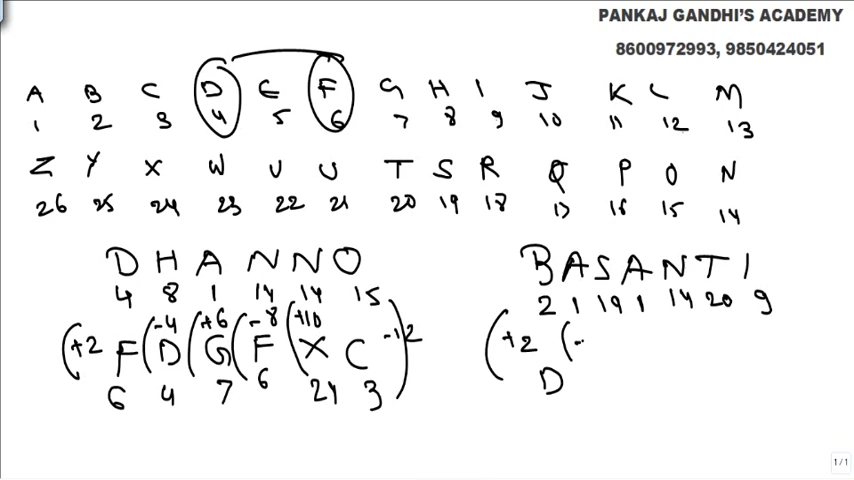 PANKAJ GANDHI'S ACADEMY
8600972993, 9850424051
A B C D E F G H I J K L M
1 2 3 4 5 6 7 8 9 10 11 12 13
Z Y X W V U T S R Q P O N
26 25 24 23 22 21 20 19 18 17 16 15 14
D H A N N O B A S A N T I
4 8 1 14 14 15 2 1 19 1 14 20 9
(+2 F (-4 D (+6 G (-8 F (+10 X C -12) (+2 D (-
6 4 7 6 24 3
1/1